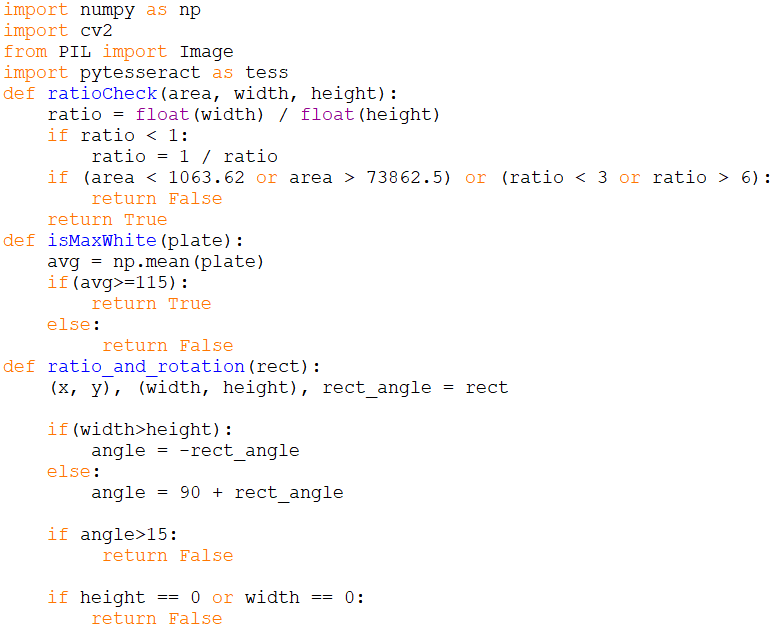 import numpy as np
import cv2
from PIL import Image
import pytesseract as tess
def ratioCheck(area, width, height):
    ratio = float(width) / float(height)
    if ratio < 1:
        ratio = 1 / ratio
    if (area < 1063.62 or area > 73862.5) or (ratio < 3 or ratio > 6):
        return False
    return True
def isMaxWhite(plate):
    avg = np.mean(plate)
    if(avg>=115):
        return True
    else:
         return False
def ratio_and_rotation(rect):
    (x, y), (width, height), rect_angle = rect

    if(width>height):
        angle = -rect_angle
    else:
        angle = 90 + rect_angle

    if angle>15:
         return False

    if height == 0 or width == 0:
        return False